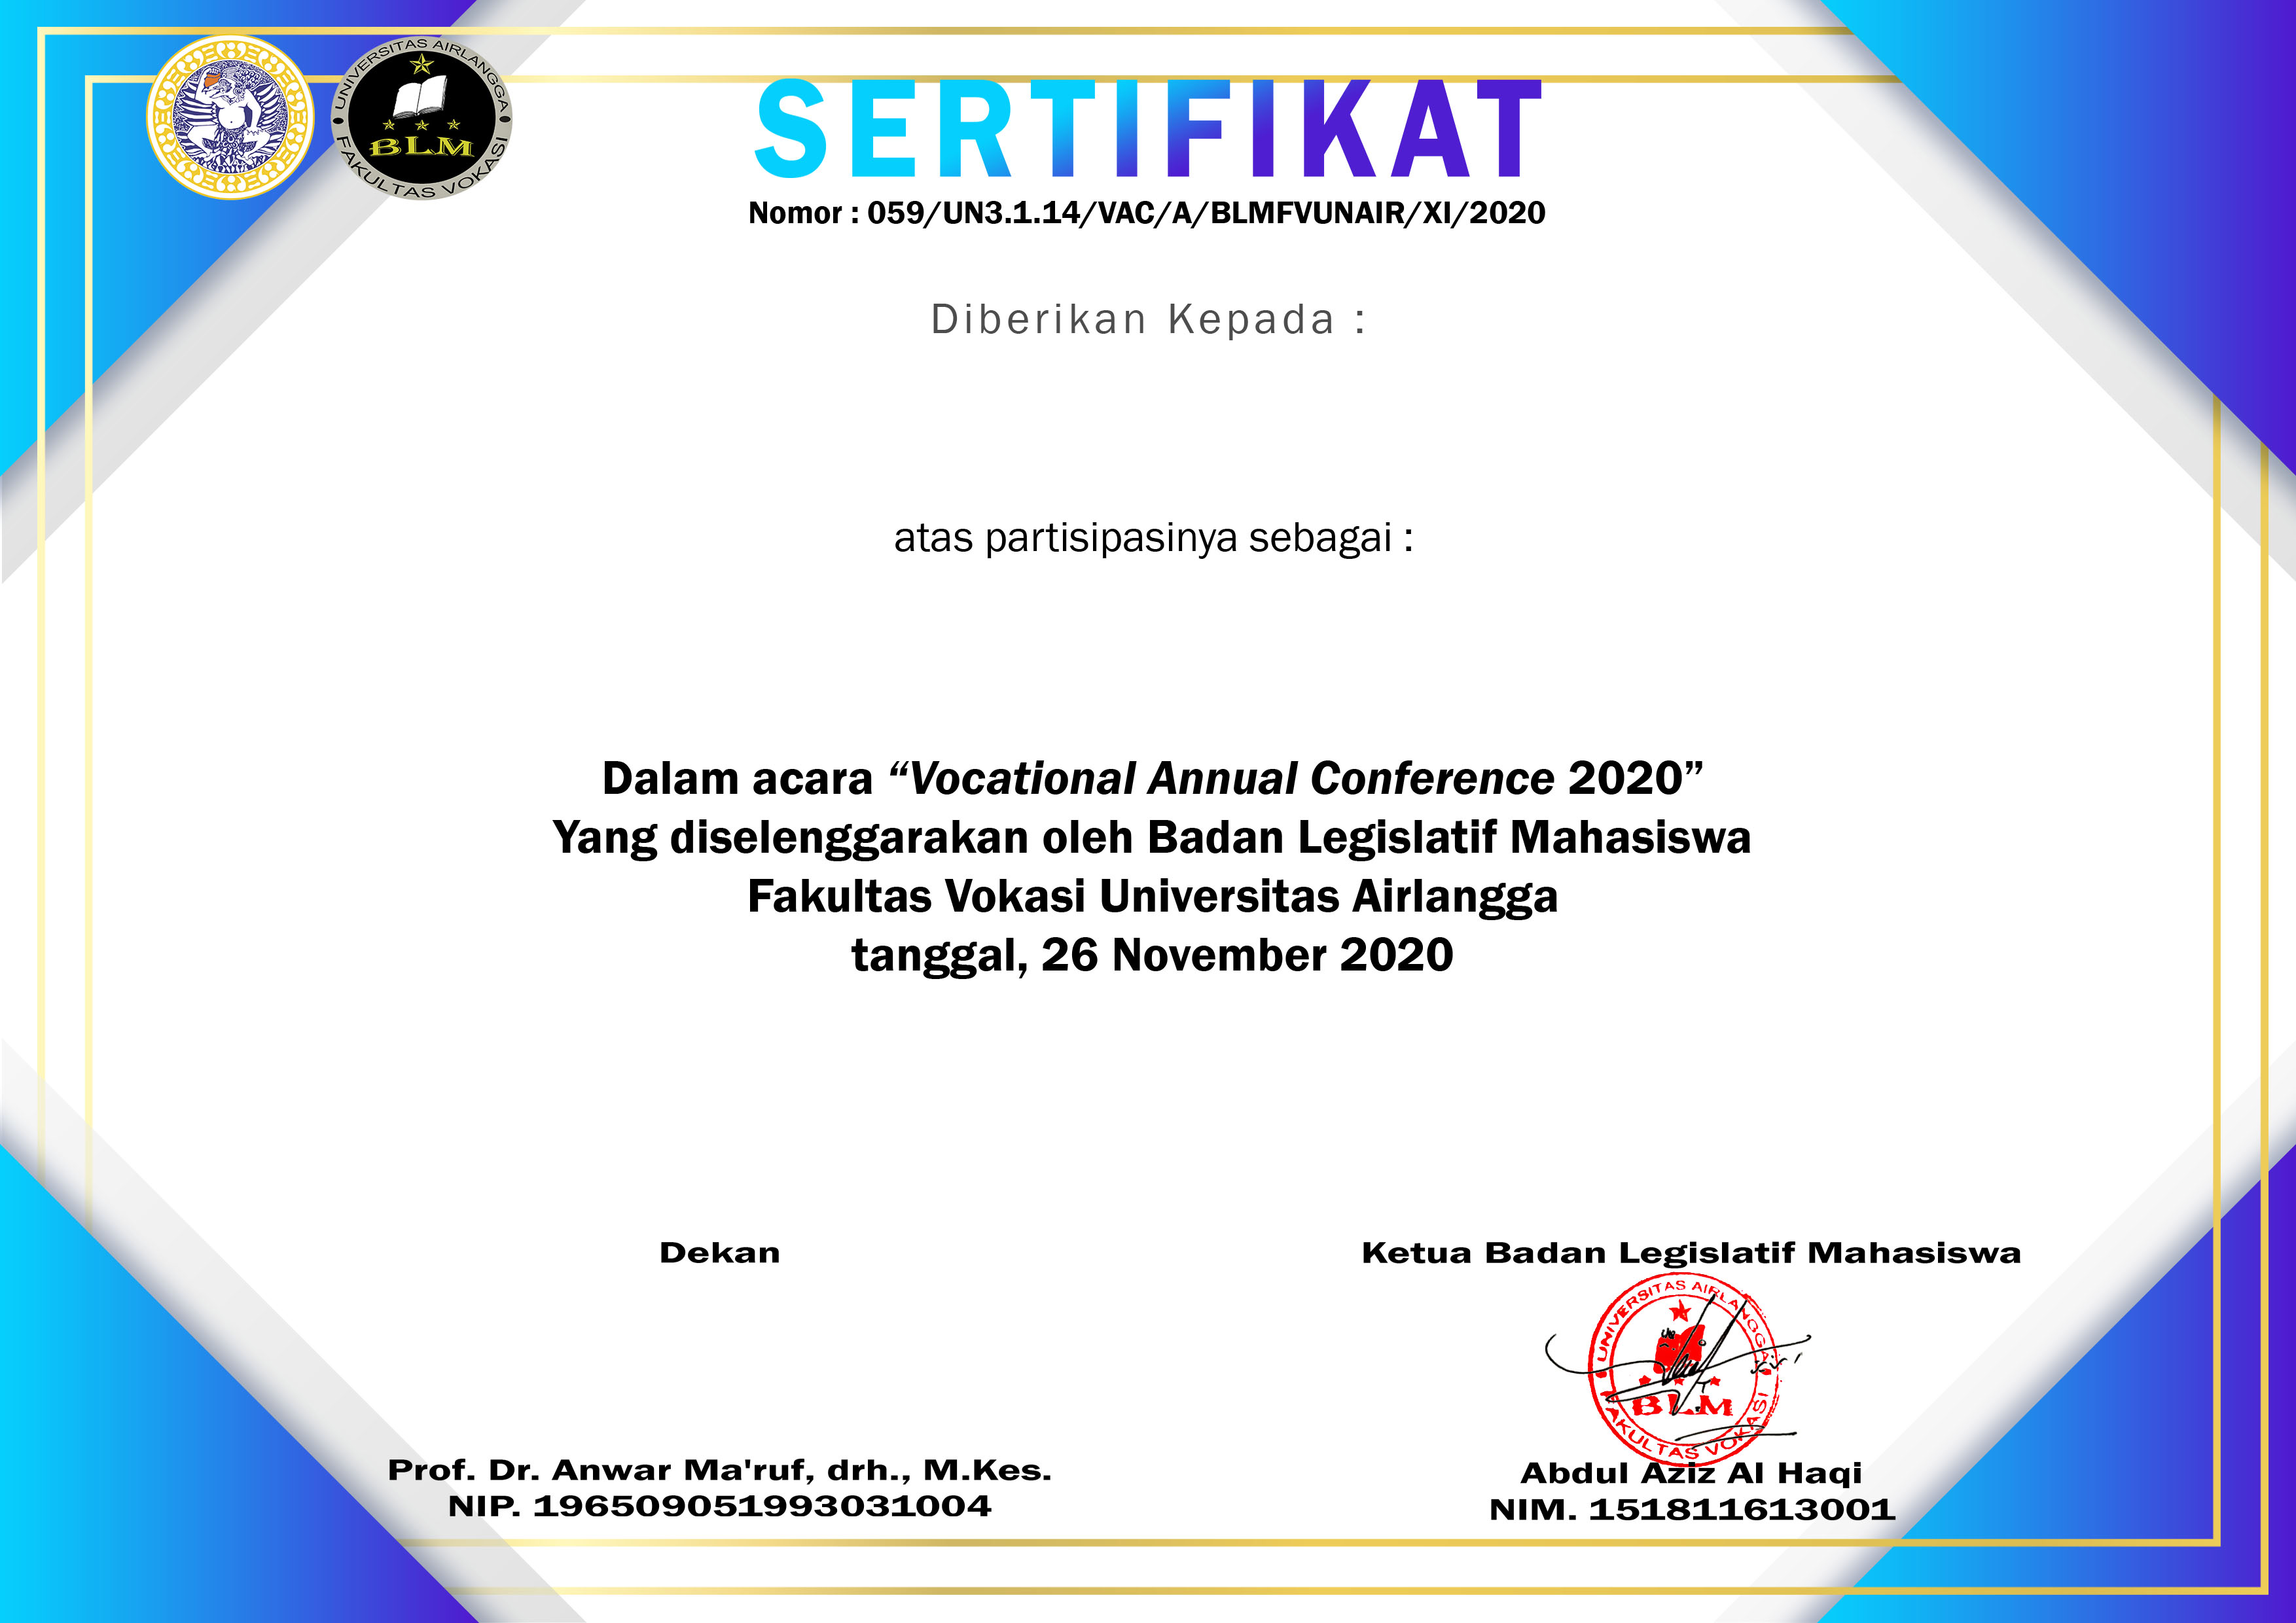 UNIVERSITAS AIRLANGGA
BLM
FAKULTAS VOKASI
SERTIFIKAT
Nomor : 059/UN3.1.14/VAC/A/BLMFVUNAIR/XI/2020
Diberikan Kepada :
atas partisipasinya sebagai :
Dalam acara “Vocational Annual Conference 2020”
Yang diselenggarakan oleh Badan Legislatif Mahasiswa
Fakultas Vokasi Universitas Airlangga
tanggal, 26 November 2020
Dekan
Prof. Dr. Anwar Ma'ruf, drh., M.Kes.
NIP. 196509051993031004
Ketua Badan Legislatif Mahasiswa
UNIVERSITAS AIRLANGGA
BLM
FAKULTAS VOKASI
Abdul Aziz Al Haqi
NIM. 151811613001